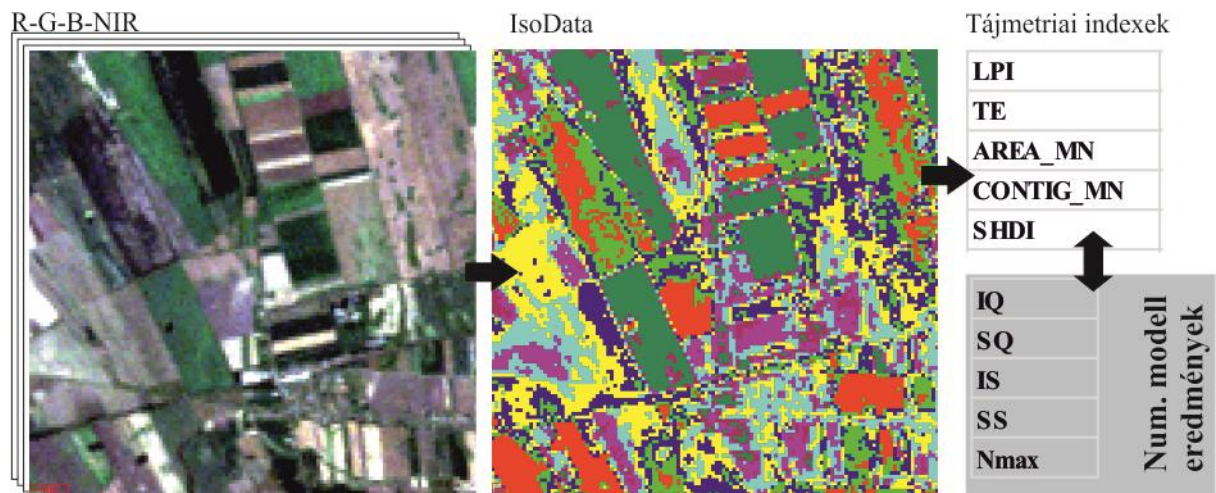 R-G-B-NIR
IsoData
Tájmetriai indexek
LPI
TE
AREA_MN
CONTIG_MN
SHDI
IQ
SQ
IS
SS
Nmax
Num. modell
eredmények